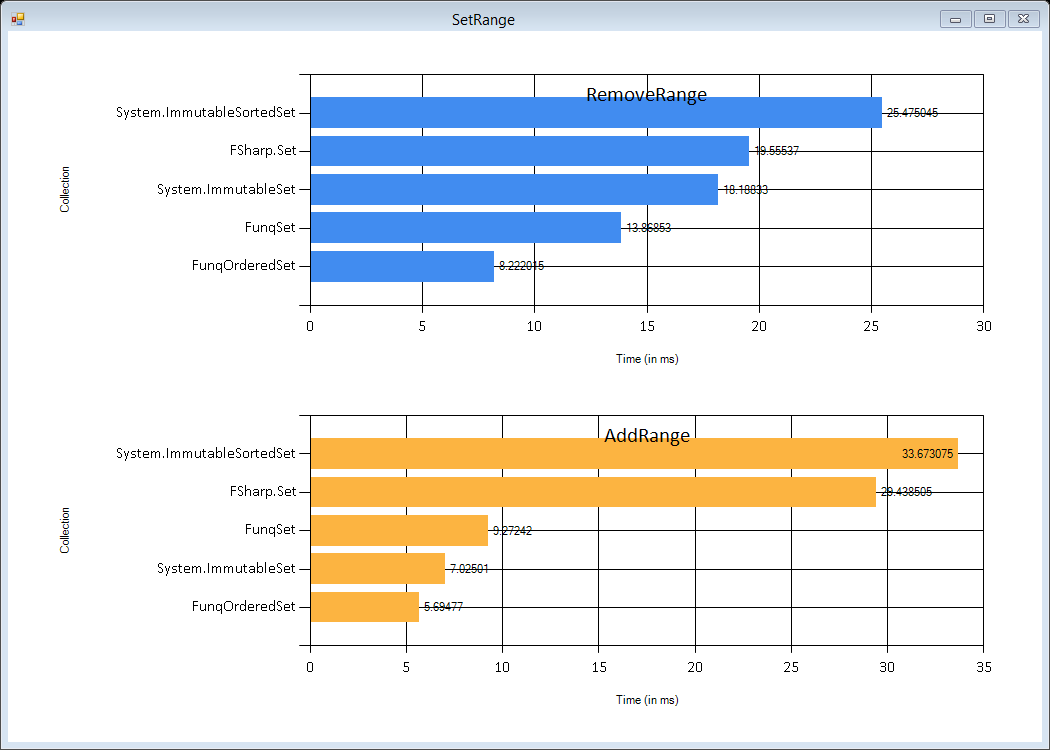 SetRange
RemoveRange
System.ImmutableSortedSet
25.475045
FSharp.Set
19.55537
System.ImmutableSet
18.18833
FunqSet
13.86853
FunqOrderedSet
8.222015
Collection
0 5 10 15 20 25 30
Time (in ms)
AddRange
System.ImmutableSortedSet
33.673075
FSharp.Set
29.438505
FunqSet
9.27242
System.ImmutableSet
7.02501
FunqOrderedSet
5.69477
Collection
0 5 10 15 20 25 30 35
Time (in ms)